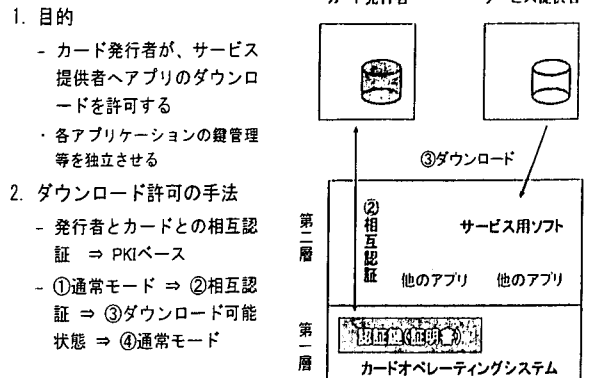 1. 目的
- カード発行者が、サービス
提供者へアプリのダウンロ
ードを許可する
・各アプリケーションの鍵管理
等を独立させる
2. ダウンロード許可の手法
- 発行者とカードとの相互認
証 ⇒ PKIベース
- ①通常モード ⇒ ②相互認
証 ⇒ ③ダウンロード可能
状態 ⇒ ④通常モード
カード発行者
サービス提供者
③ダウンロード
第二層
②相互認証
サービス用ソフト
他のアプリ 他のアプリ
第一層
認証鍵(証明書)
カードオペレーティングシステム